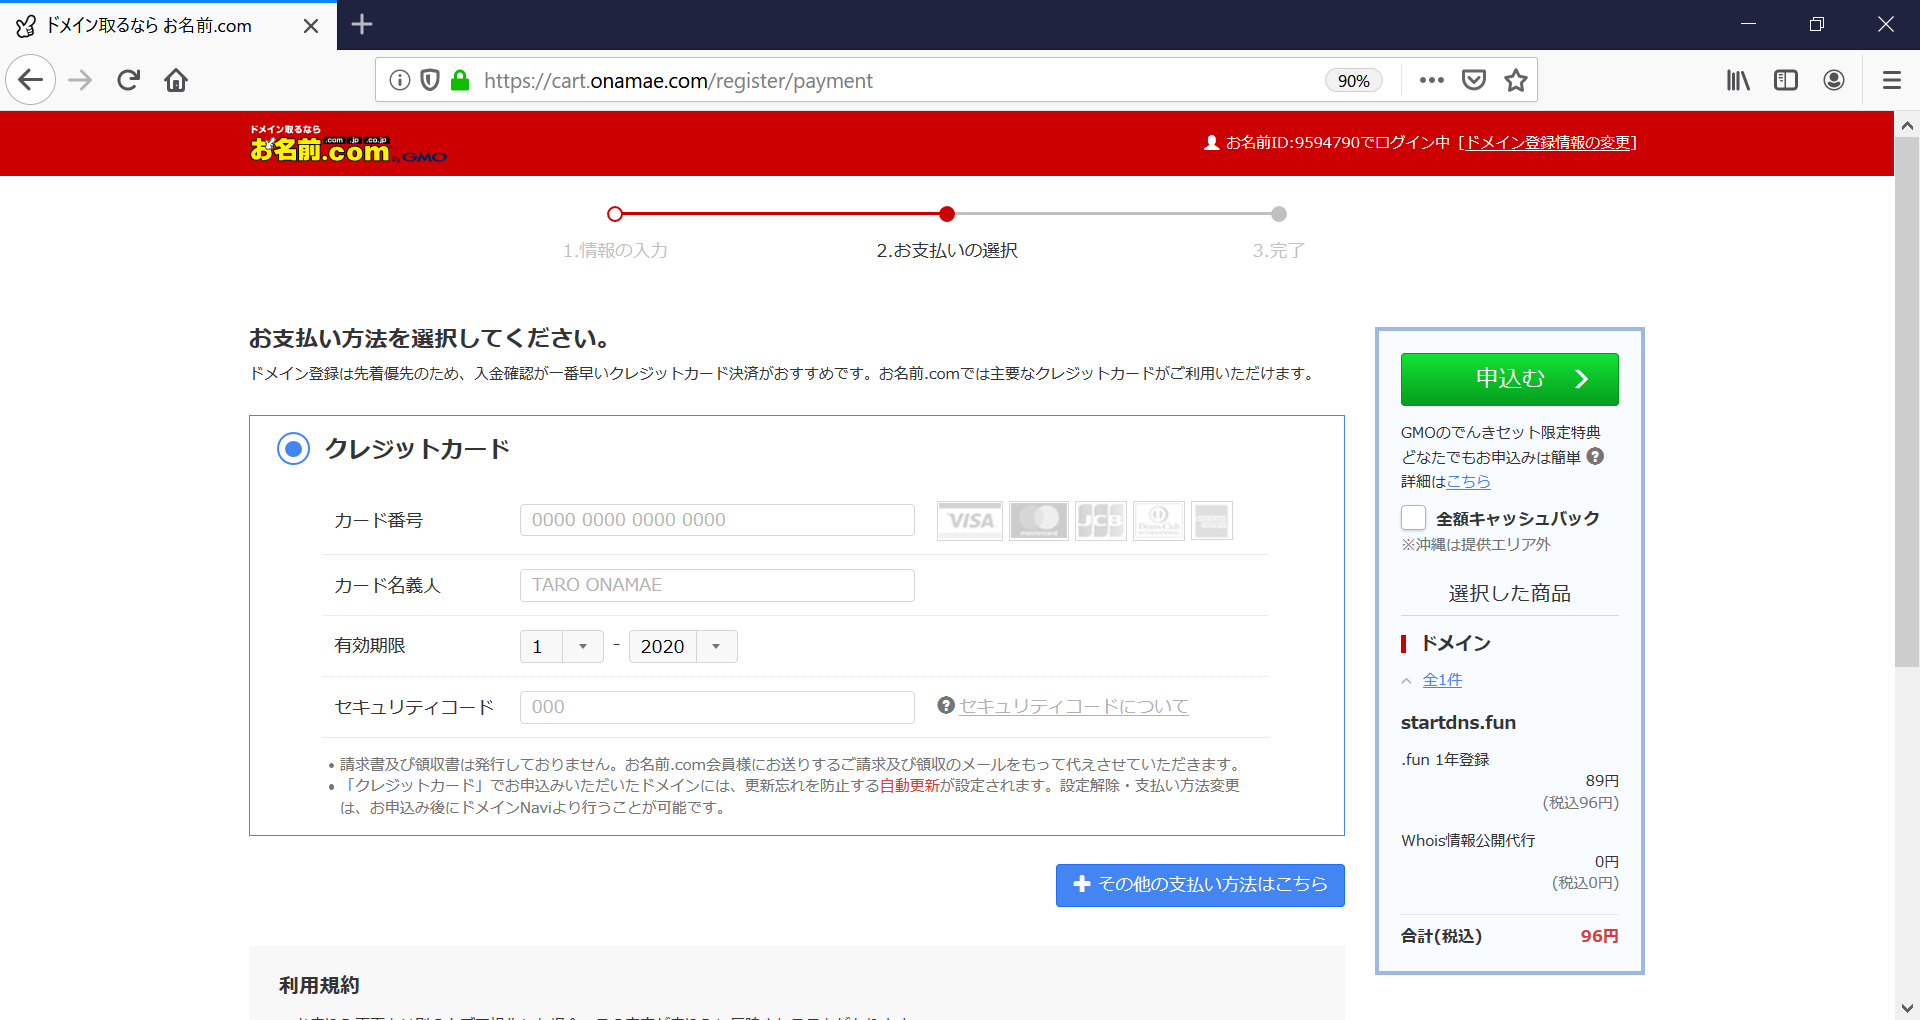 ドメイン取るなら お名前.com
https://cart.onamae.com/register/payment
90%
ドメイン取るなら
.com .jp .co.jp
お名前.com by GMO
お名前ID:9594790でログイン中 [ドメイン登録情報の変更]
1.情報の入力
2.お支払いの選択
3.完了
お支払い方法を選択してください。
ドメイン登録は先着優先のため、入金確認が一番早いクレジットカード決済がおすすめです。お名前.comでは主要なクレジットカードがご利用いただけます。
クレジットカード
カード番号
0000 0000 0000 0000
VISA
mastercard
JCB
Diners Club
INTERNATIONAL
カード名義人
TARO ONAMAE
有効期限
1 - 2020
セキュリティコード
000
セキュリティコードについて
• 請求書及び領収書は発行しておりません。お名前.com会員様にお送りするご請求及び領収のメールをもって代えさせていただきます。
• 「クレジットカード」でお申込みいただいたドメインには、更新忘れを防止する自動更新が設定されます。設定解除・支払い方法変更
は、お申込み後にドメインNaviより行うことが可能です。
その他の支払い方法はこちら
利用規約
申込む
GMOのでんきセット限定特典
どなたでもお申込みは簡単
詳細はこちら
全額キャッシュバック
※沖縄は提供エリア外
選択した商品
ドメイン
全1件
startdns.fun
.fun 1年登録
89円
(税込96円)
Whois情報公開代行
0円
(税込0円)
合計(税込)
96円